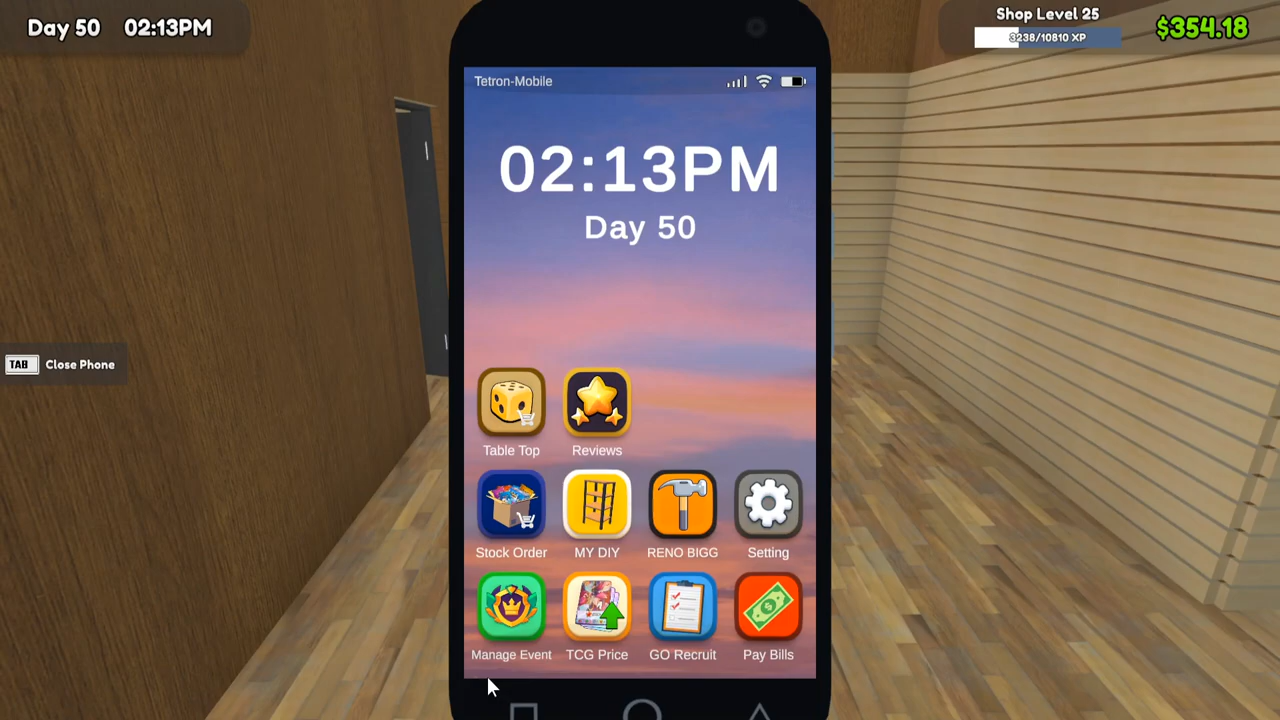 Day 50 02:13PM
Shop Level 25
3238/10810 XP
$354.18
Tetron-Mobile
02:13PM
Day 50
TAB Close Phone
Table Top Reviews
Stock Order MY DIY RENO BIGG Setting
Manage Event TCG Price GO Recruit Pay Bills